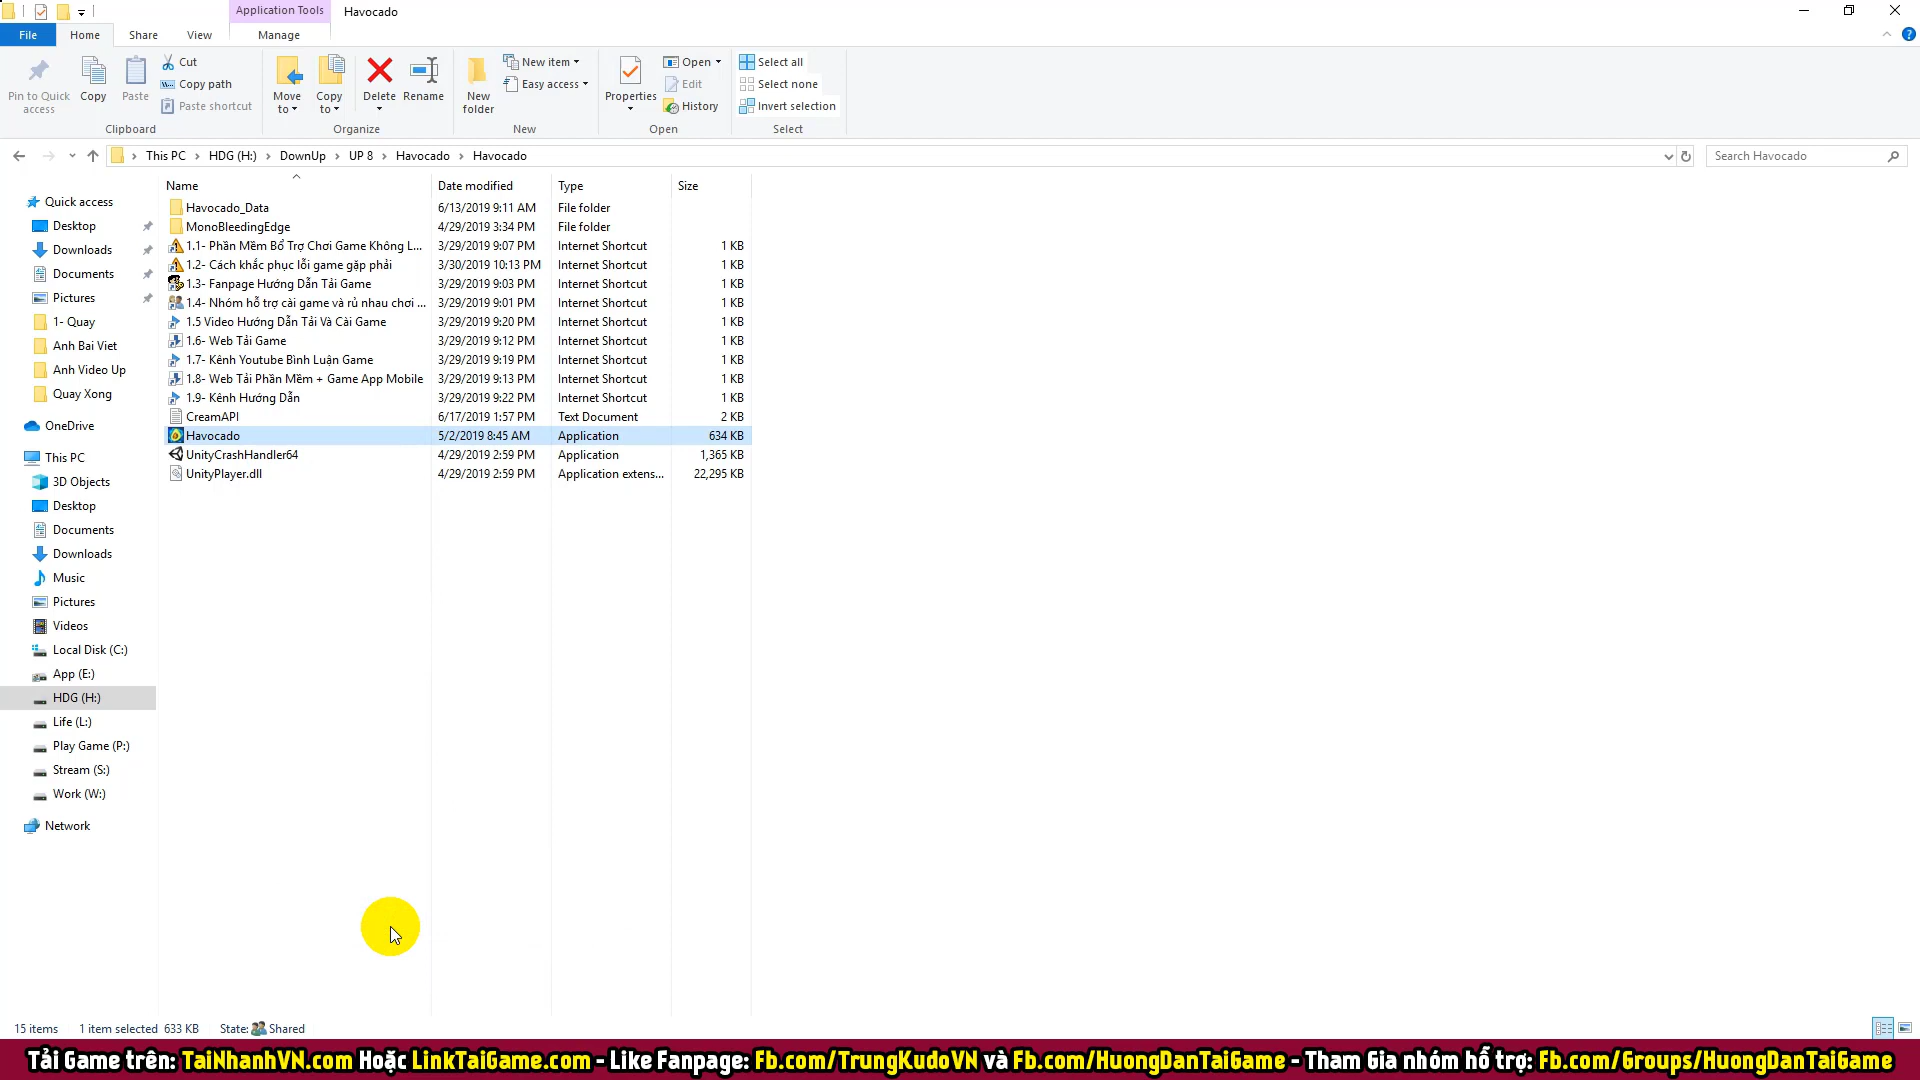 Application Tools
Havocado
File
Home
Share
View
Manage
Pin to Quick access
Copy
Paste
Cut
Copy path
Paste shortcut
Clipboard
Move to
Copy to
Delete
Rename
Organize
New folder
New item
Easy access
New
Properties
Open
Edit
History
Open
Select all
Select none
Invert selection
Select
This PC > HDG (H:) > DownUp > UP 8 > Havocado > Havocado
Search Havocado
Name Date modified Type Size
Havocado_Data 6/13/2019 9:11 AM File folder
MonoBleedingEdge 4/29/2019 3:34 PM File folder
1.1- Phần Mềm Bổ Trợ Chơi Game Không L... 3/29/2019 9:07 PM Internet Shortcut 1 KB
1.2- Cách khắc phục lỗi game gặp phải 3/30/2019 10:13 PM Internet Shortcut 1 KB
1.3- Fanpage Hướng Dẫn Tải Game 3/29/2019 9:03 PM Internet Shortcut 1 KB
1.4- Nhóm hỗ trợ cài game và rủ nhau chơi ... 3/29/2019 9:01 PM Internet Shortcut 1 KB
1.5 Video Hướng Dẫn Tải Và Cài Game 3/29/2019 9:20 PM Internet Shortcut 1 KB
1.6- Web Tải Game 3/29/2019 9:12 PM Internet Shortcut 1 KB
1.7- Kênh Youtube Bình Luận Game 3/29/2019 9:19 PM Internet Shortcut 1 KB
1.8- Web Tải Phần Mềm + Game App Mobile 3/29/2019 9:13 PM Internet Shortcut 1 KB
1.9- Kênh Hướng Dẫn 3/29/2019 9:22 PM Internet Shortcut 1 KB
CreamAPI 6/17/2019 1:57 PM Text Document 2 KB
Havocado 5/2/2019 8:45 AM Application 634 KB
UnityCrashHandler64 4/29/2019 2:59 PM Application 1,365 KB
UnityPlayer.dll 4/29/2019 2:59 PM Application extens... 22,295 KB
Quick access
Desktop
Downloads
Documents
Pictures
1- Quay
Anh Bai Viet
Anh Video Up
Quay Xong
OneDrive
This PC
3D Objects
Desktop
Documents
Downloads
Music
Pictures
Videos
Local Disk (C:)
App (E:)
HDG (H:)
Life (L:)
Play Game (P:)
Stream (S:)
Work (W:)
Network
15 items 1 item selected 633 KB State: Shared
Tải Game trên: TaiNhanhVN.com Hoặc LinkTaiGame.com - Like Fanpage: Fb.com/TrungKudoVN và Fb.com/HuongDanTaiGame - Tham Gia nhóm hỗ trợ: Fb.com/Groups/HuongDanTaiGame